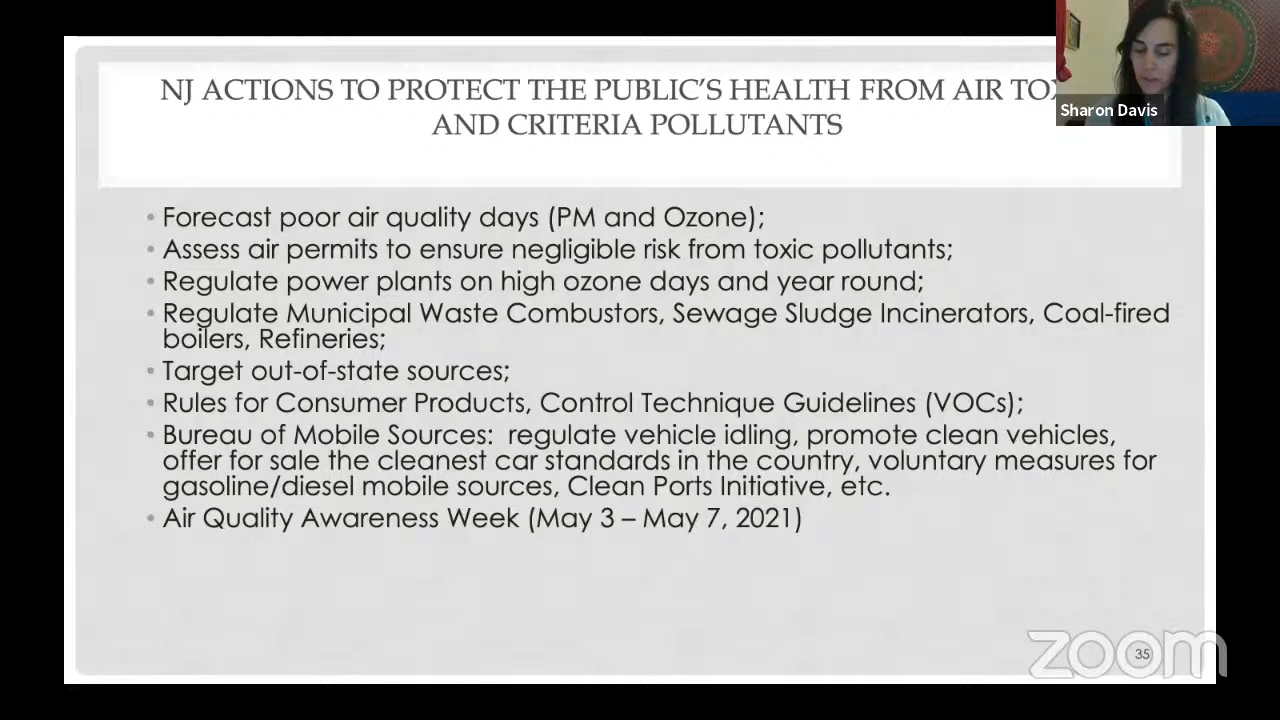 NJ ACTIONS TO PROTECT THE PUBLIC'S HEALTH FROM AIR
AND CRITERIA POLLUTANTS
Sharon Davis
• Forecast poor air quality days (PM and Ozone);
• Assess air permits to ensure negligible risk from toxic pollutants;
• Regulate power plants on high ozone days and year round;
• Regulate Municipal Waste Combustors, Sewage Sludge Incinerators, Coal-fired
boilers, Refineries;
• Target out-of-state sources;
• Rules for Consumer Products, Control Technique Guidelines (VOCs);
• Bureau of Mobile Sources:  regulate vehicle idling, promote clean vehicles,
offer for sale the cleanest car standards in the country, voluntary measures for
gasoline/diesel mobile sources, Clean Ports Initiative, etc.
• Air Quality Awareness Week (May 3 – May 7, 2021)
zoom
35